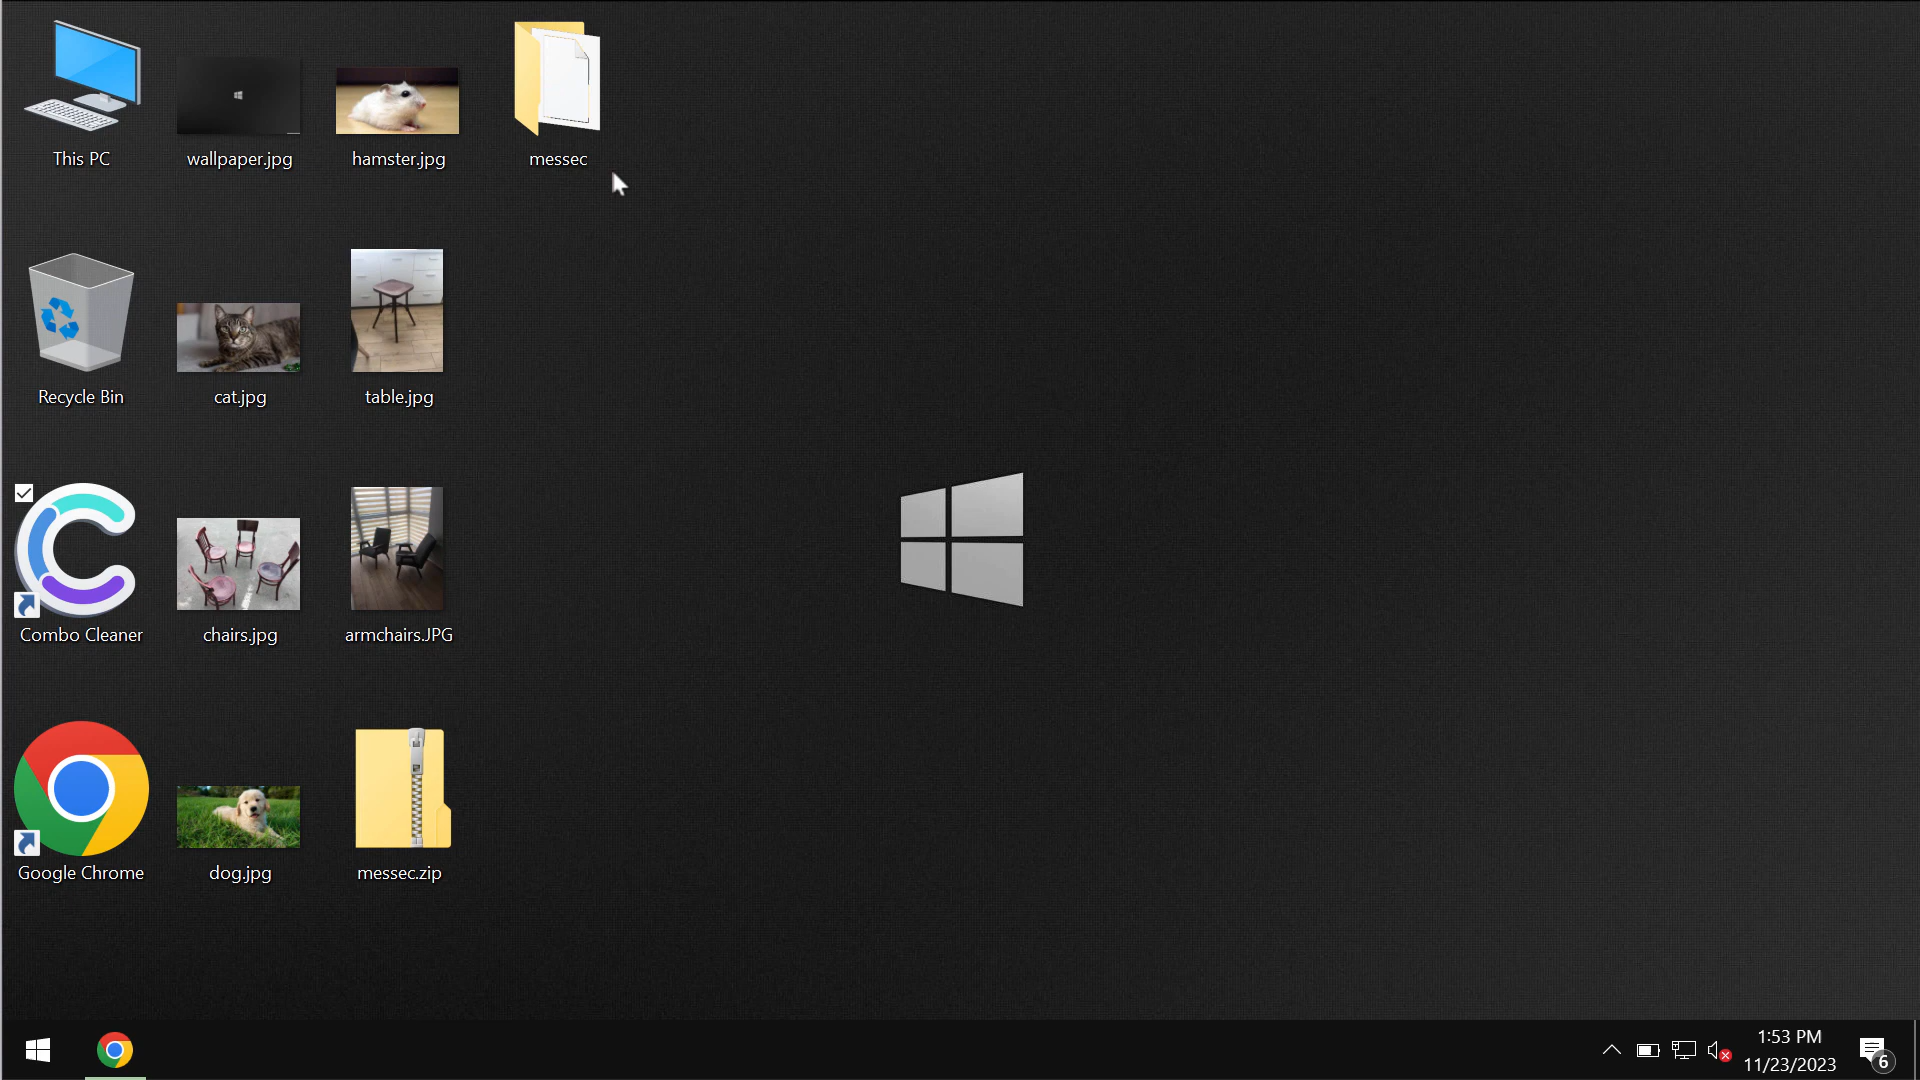 This PC
wallpaper.jpg
hamster.jpg
messec
Recycle Bin
cat.jpg
table.jpg
Combo Cleaner
chairs.jpg
armchairs.JPG
Google Chrome
dog.jpg
messec.zip
1:53 PM
11/23/2023
6